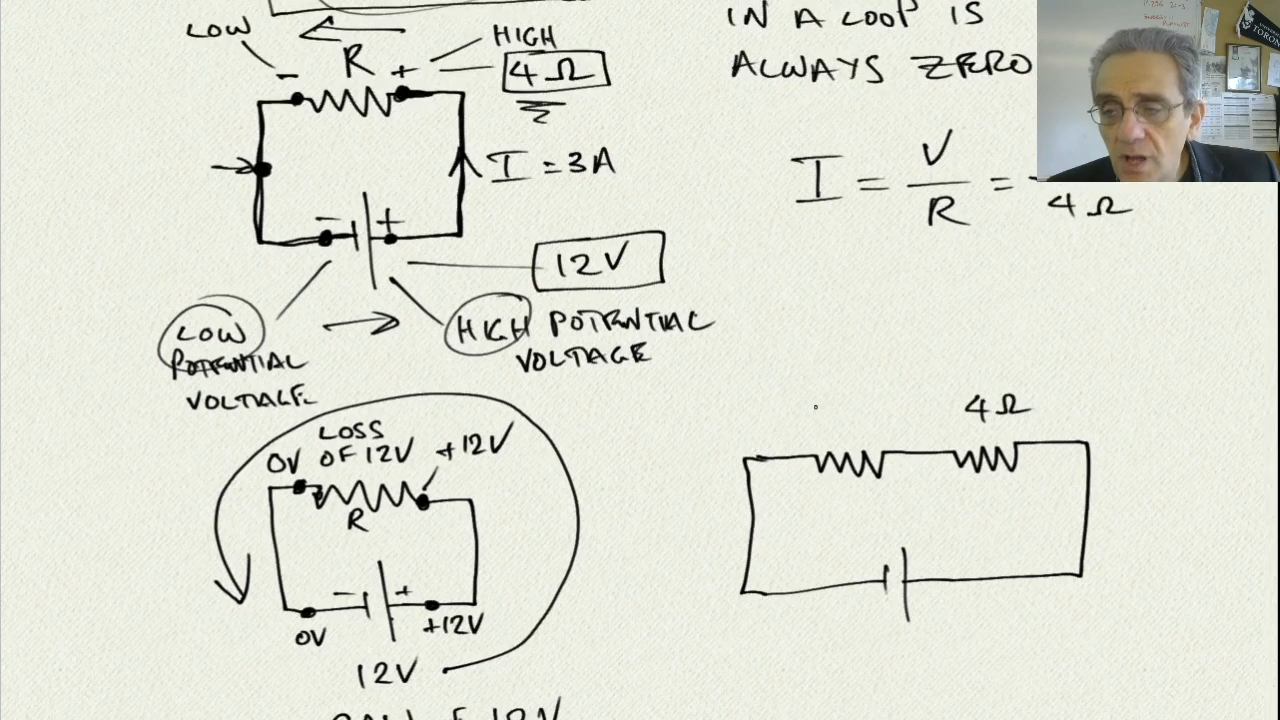 LOW
HIGH
R
- +
4 Ω
I = 3A
- +
12V
LOW
POTENTIAL
VOLTAGE
HIGH POTENTIAL
VOLTAGE
IN A LOOP IS
ALWAYS ZERO
I = V / R =
4 Ω
LOSS
OF 12V
0V
+12V
R
- +
0V
+12V
12V
4 Ω
TORON